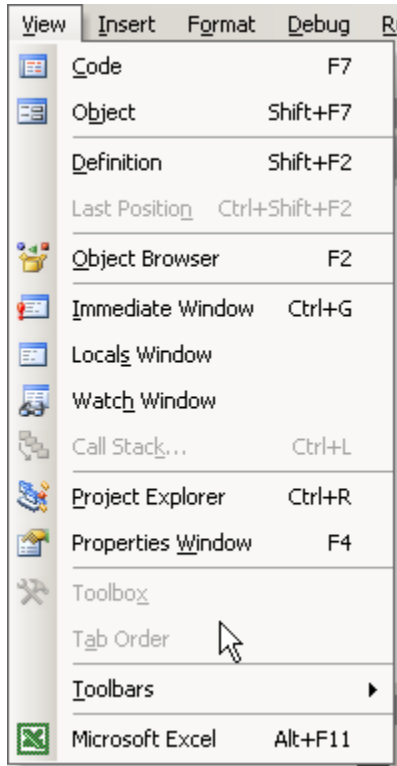 View Insert Format Debug R
Code F7
Object Shift+F7
Definition Shift+F2
Last Position Ctrl+Shift+F2
Object Browser F2
Immediate Window Ctrl+G
Locals Window
Watch Window
Call Stack... Ctrl+L
Project Explorer Ctrl+R
Properties Window F4
Toolbox
Tab Order
Toolbars
Microsoft Excel Alt+F11